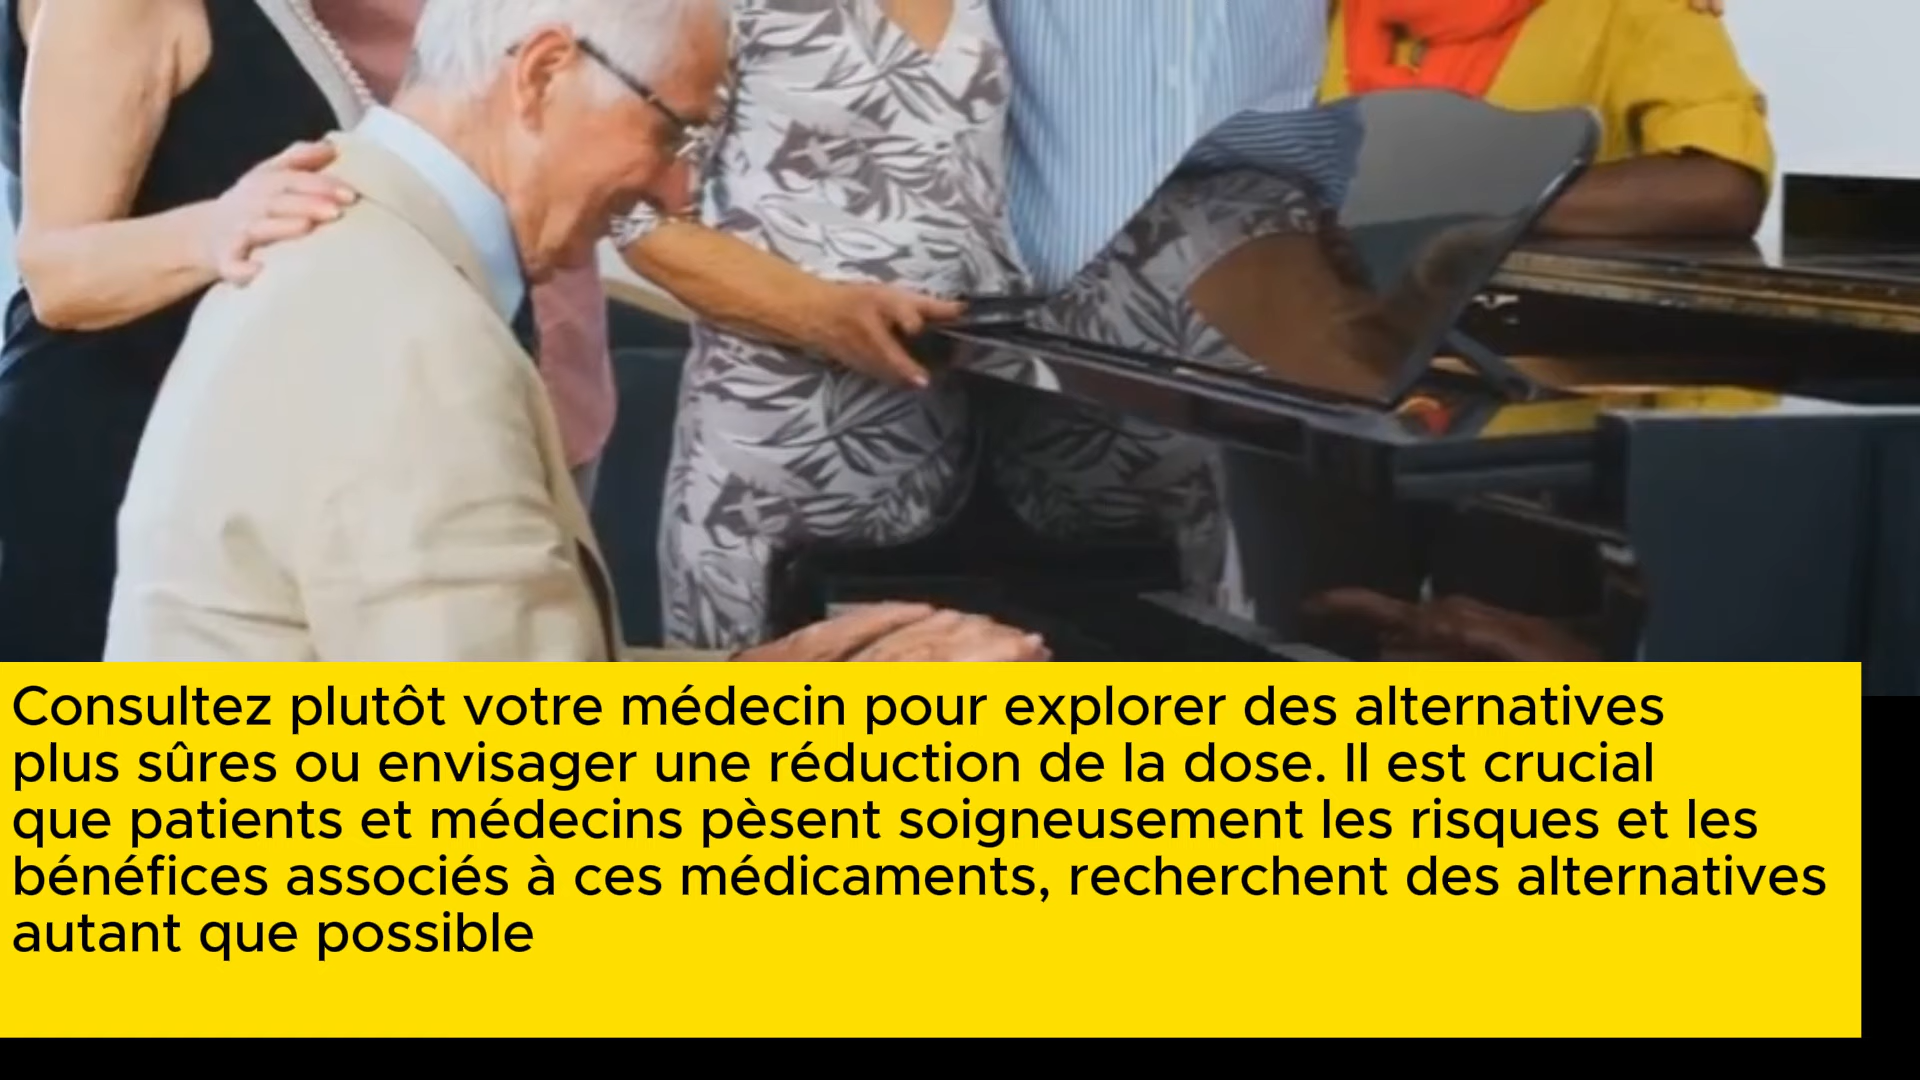 Consultez plutôt votre médecin pour explorer des alternatives
plus sûres ou envisager une réduction de la dose. Il est crucial
que patients et médecins pèsent soigneusement les risques et les
bénéfices associés à ces médicaments, recherchent des alternatives
autant que possible